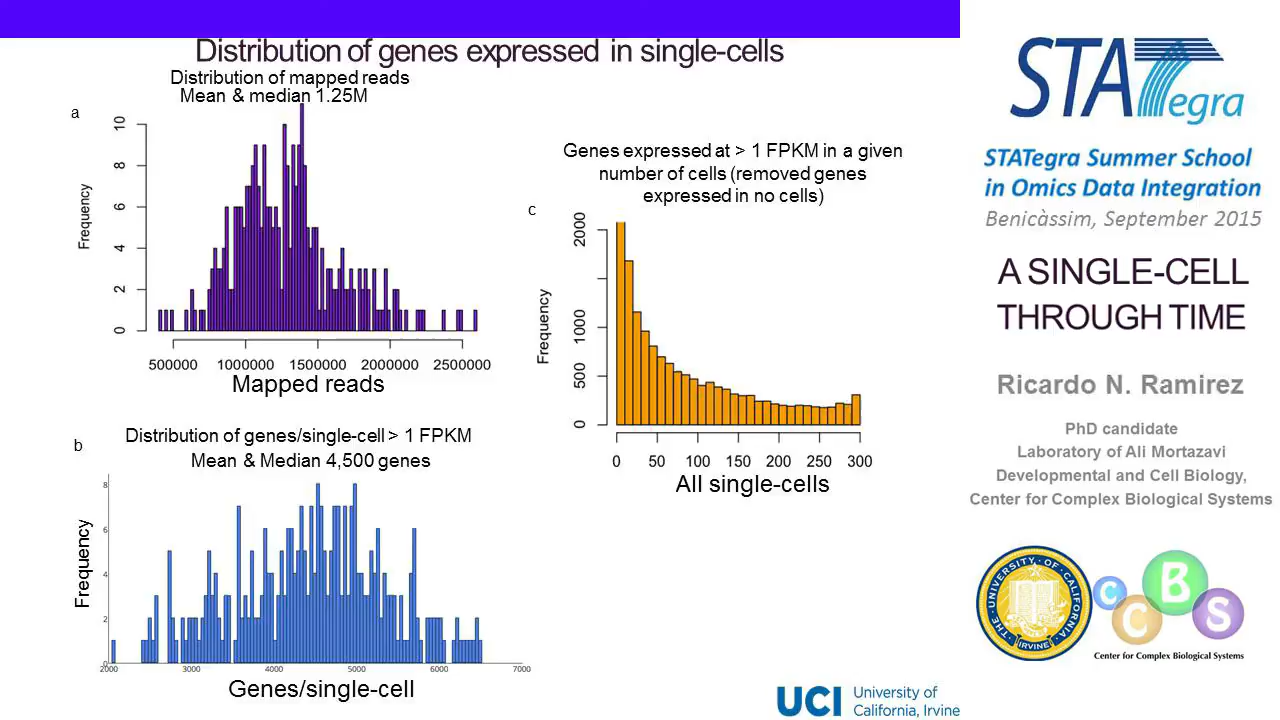 Distribution of genes expressed in single-cells
Distribution of mapped reads
Mean & median 1.25M
a
Frequency
10
8
6
4
2
0
500000 1000000 1500000 2000000 2500000
Mapped reads
b
Distribution of genes/single-cell > 1 FPKM
Mean & Median 4,500 genes
Frequency
8
6
4
2
0
2000 3000 4000 5000 6000 7000
Genes/single-cell
c
Genes expressed at > 1 FPKM in a given
number of cells (removed genes
expressed in no cells)
Frequency
2000
1000
500
0
0 50 100 150 200 250 300
All single-cells
STATegra
STATegra Summer School
in Omics Data Integration
Benicàssim, September 2015
A SINGLE-CELL
THROUGH TIME
Ricardo N. Ramirez
PhD candidate
Laboratory of Ali Mortazavi
Developmental and Cell Biology,
Center for Complex Biological Systems
THE UNIVERSITY OF CALIFORNIA
IRVINE
C C B S
Center for Complex Biological Systems
UCI University of
California, Irvine